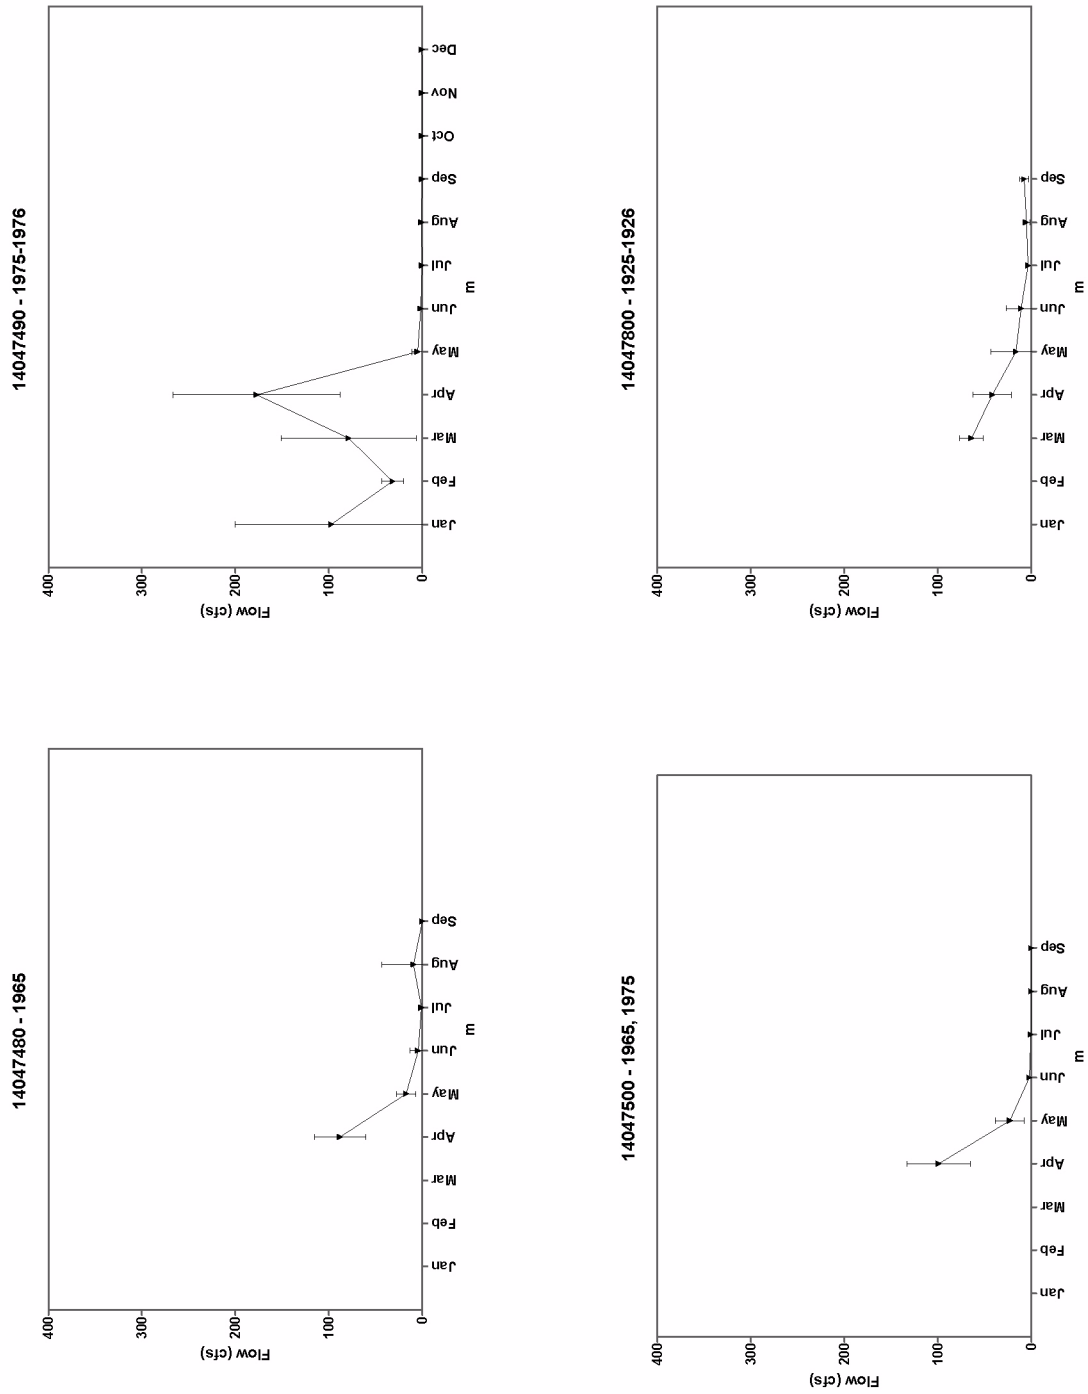 14047480 - 1965
Flow (cfs)
400
300
200
100
0
Jan Feb Mar Apr May Jun Jul Aug Sep
m
14047490 - 1975-1976
Flow (cfs)
400
300
200
100
0
Jan Feb Mar Apr May Jun Jul Aug Sep Oct Nov Dec
m
14047500 - 1965, 1975
Flow (cfs)
400
300
200
100
0
Jan Feb Mar Apr May Jun Jul Aug Sep
m
14047800 - 1925-1926
Flow (cfs)
400
300
200
100
0
Jan Feb Mar Apr May Jun Jul Aug Sep
m